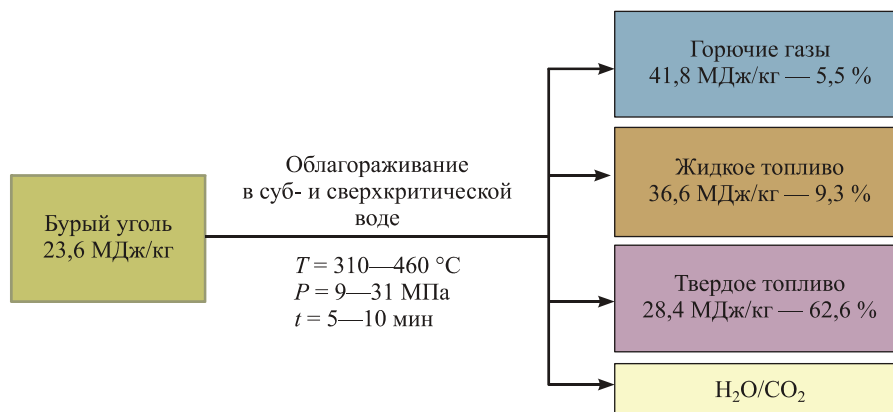 Бурый уголь
23,6 МДж/кг
Облагораживание
в суб- и сверхкритической
воде
T = 310—460 °C
P = 9—31 МПа
t = 5—10 мин
Горючие газы
41,8 МДж/кг — 5,5 %
Жидкое топливо
36,6 МДж/кг — 9,3 %
Твердое топливо
28,4 МДж/кг — 62,6 %
H₂O/CO₂